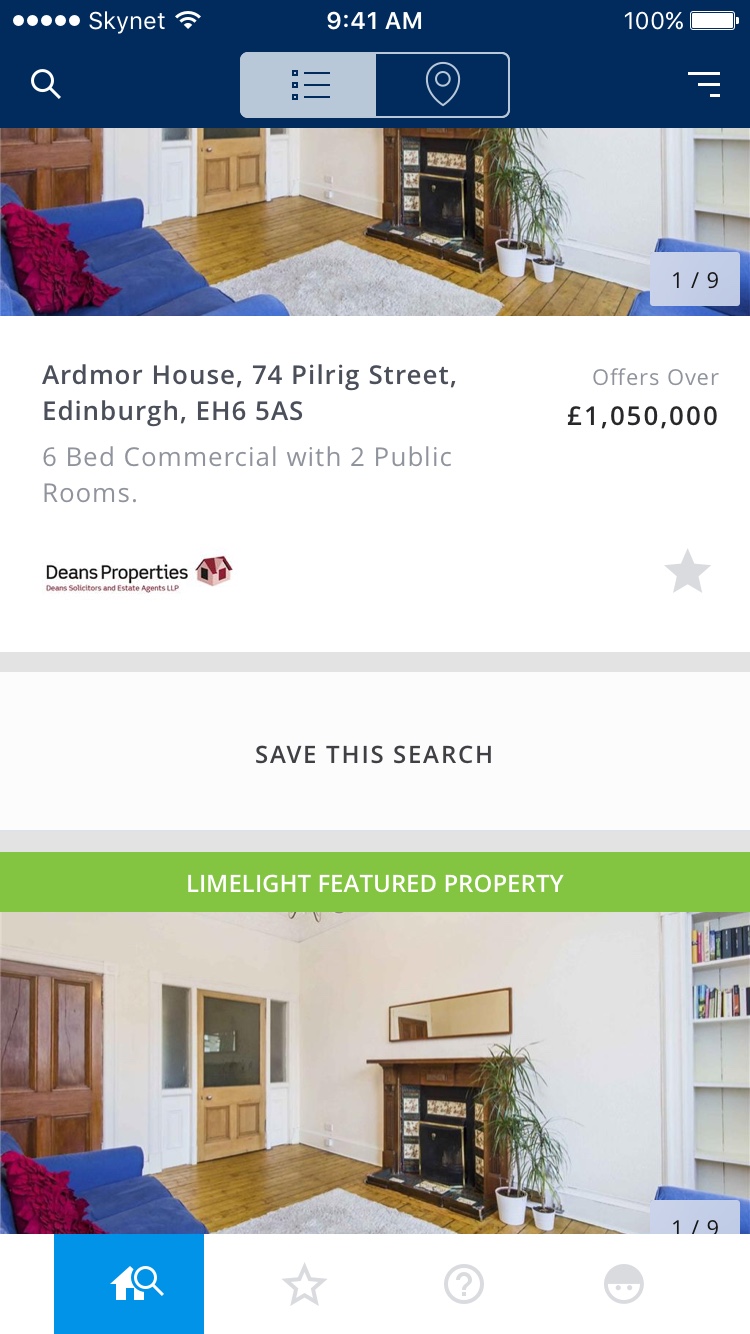 Skynet
9:41 AM
100%
1 / 9
Ardmor House, 74 Pilrig Street,
Edinburgh, EH6 5AS
Offers Over
£1,050,000
6 Bed Commercial with 2 Public
Rooms.
Deans Properties
Deans Solicitors and Estate Agents LLP
SAVE THIS SEARCH
LIMELIGHT FEATURED PROPERTY
1 / 9